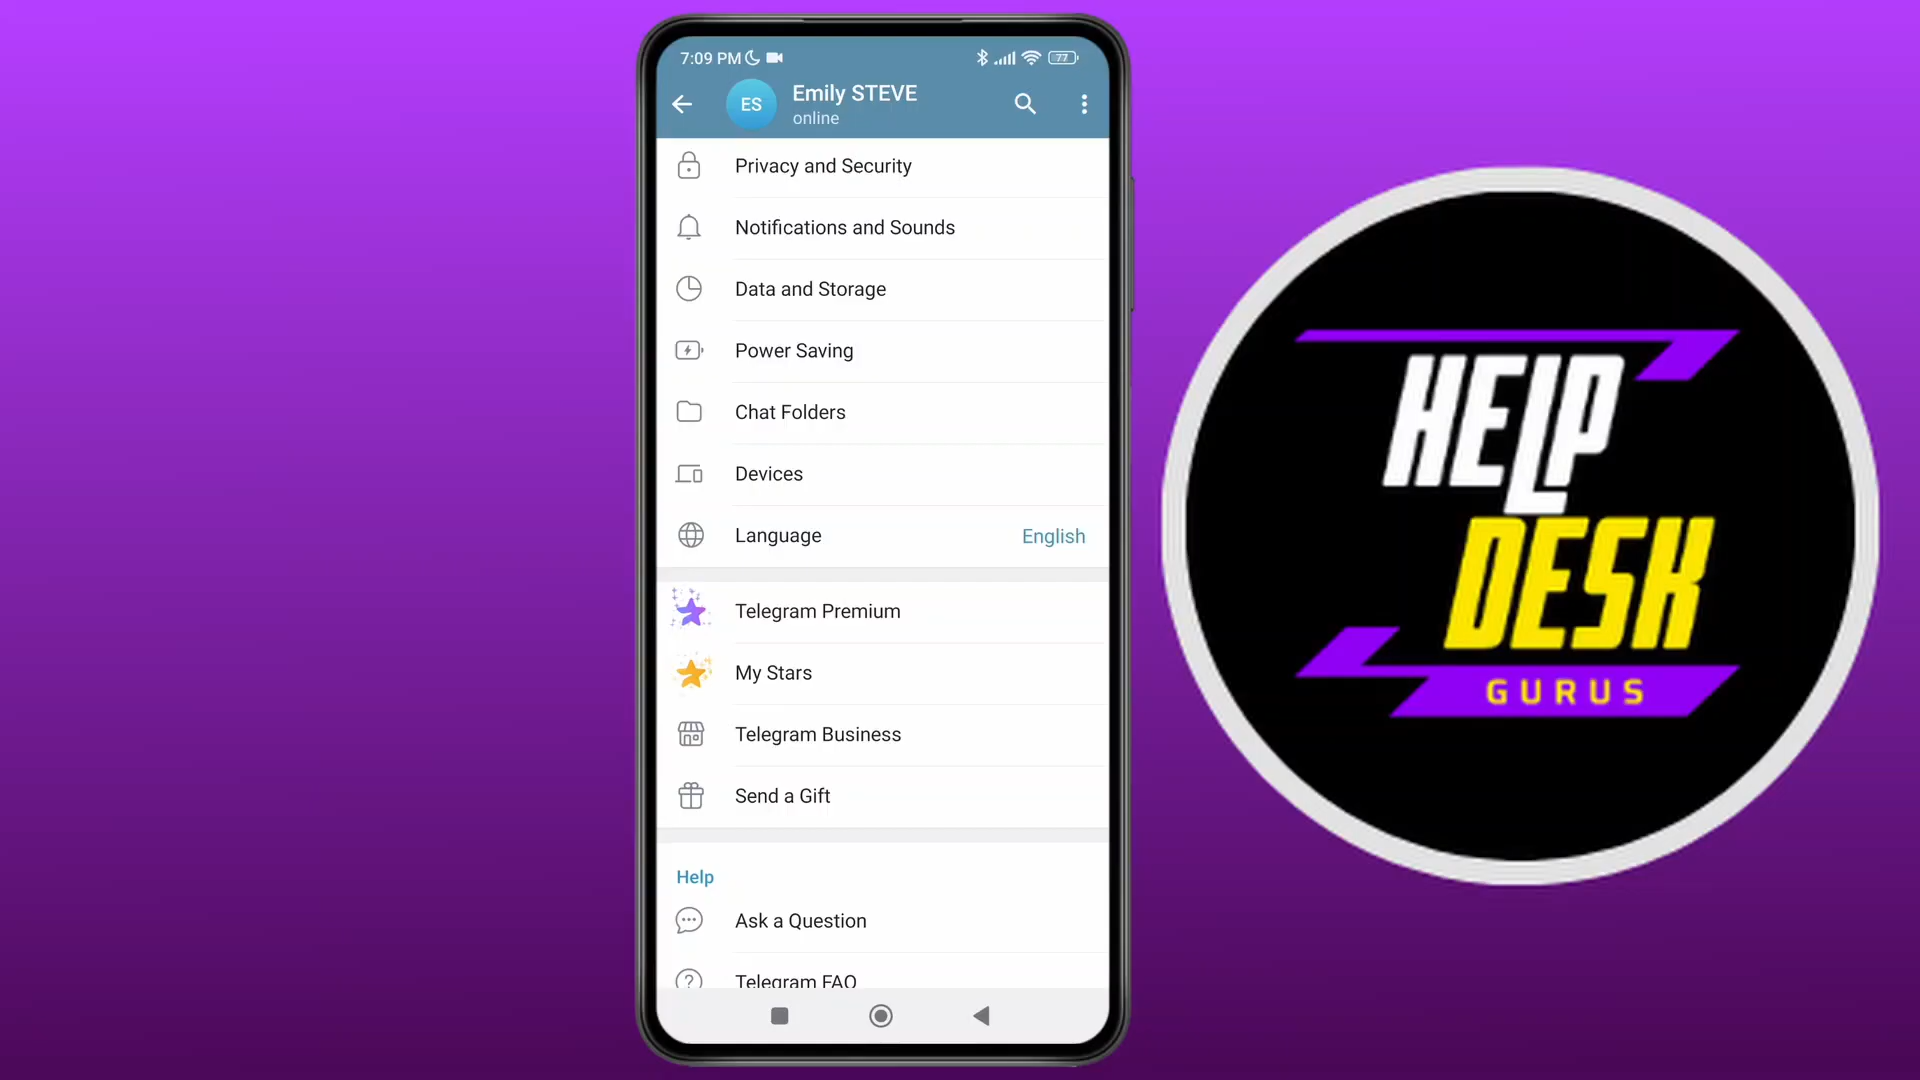 7:09 PM
77
ES
Emily STEVE
online
Privacy and Security
Notifications and Sounds
Data and Storage
Power Saving
Chat Folders
Devices
Language English
Telegram Premium
My Stars
Telegram Business
Send a Gift
Help
Ask a Question
Telegram FAQ
HELP
DESK
GURUS